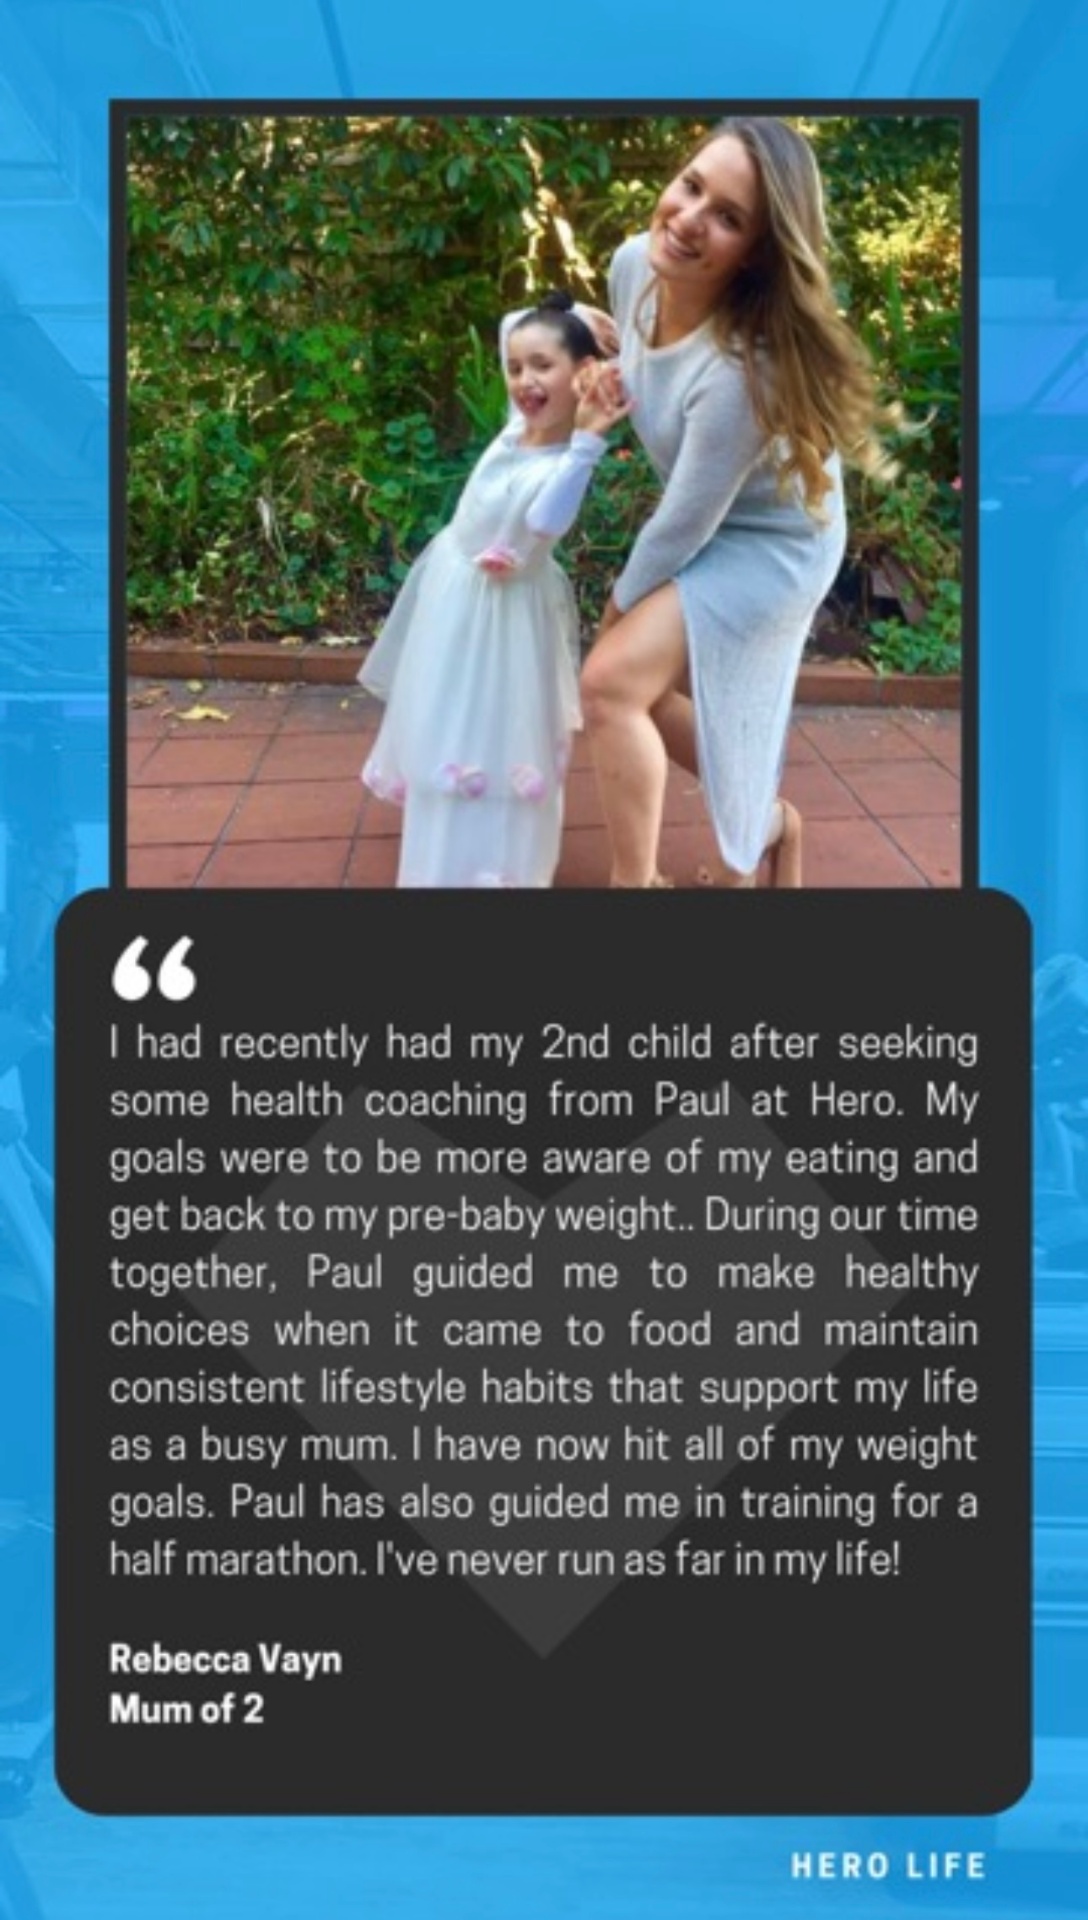 “
I had recently had my 2nd child after seeking
some health coaching from Paul at Hero. My
goals were to be more aware of my eating and
get back to my pre-baby weight.. During our time
together, Paul guided me to make healthy
choices when it came to food and maintain
consistent lifestyle habits that support my life
as a busy mum. I have now hit all of my weight
goals. Paul has also guided me in training for a
half marathon. I've never run as far in my life!
Rebecca Vayn
Mum of 2
HERO LIFE